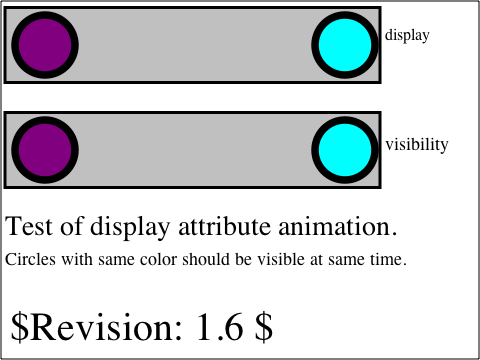 display
visibility
Test of display attribute animation.
Circles with same color should be visible at same time.
$Revision: 1.6 $